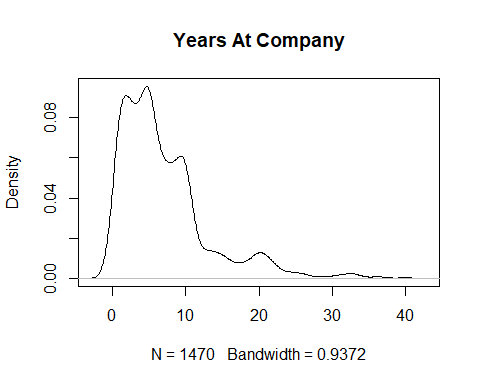 Years At Company
Density
0.08
0.04
0.00
0 10 20 30 40
N = 1470 Bandwidth = 0.9372